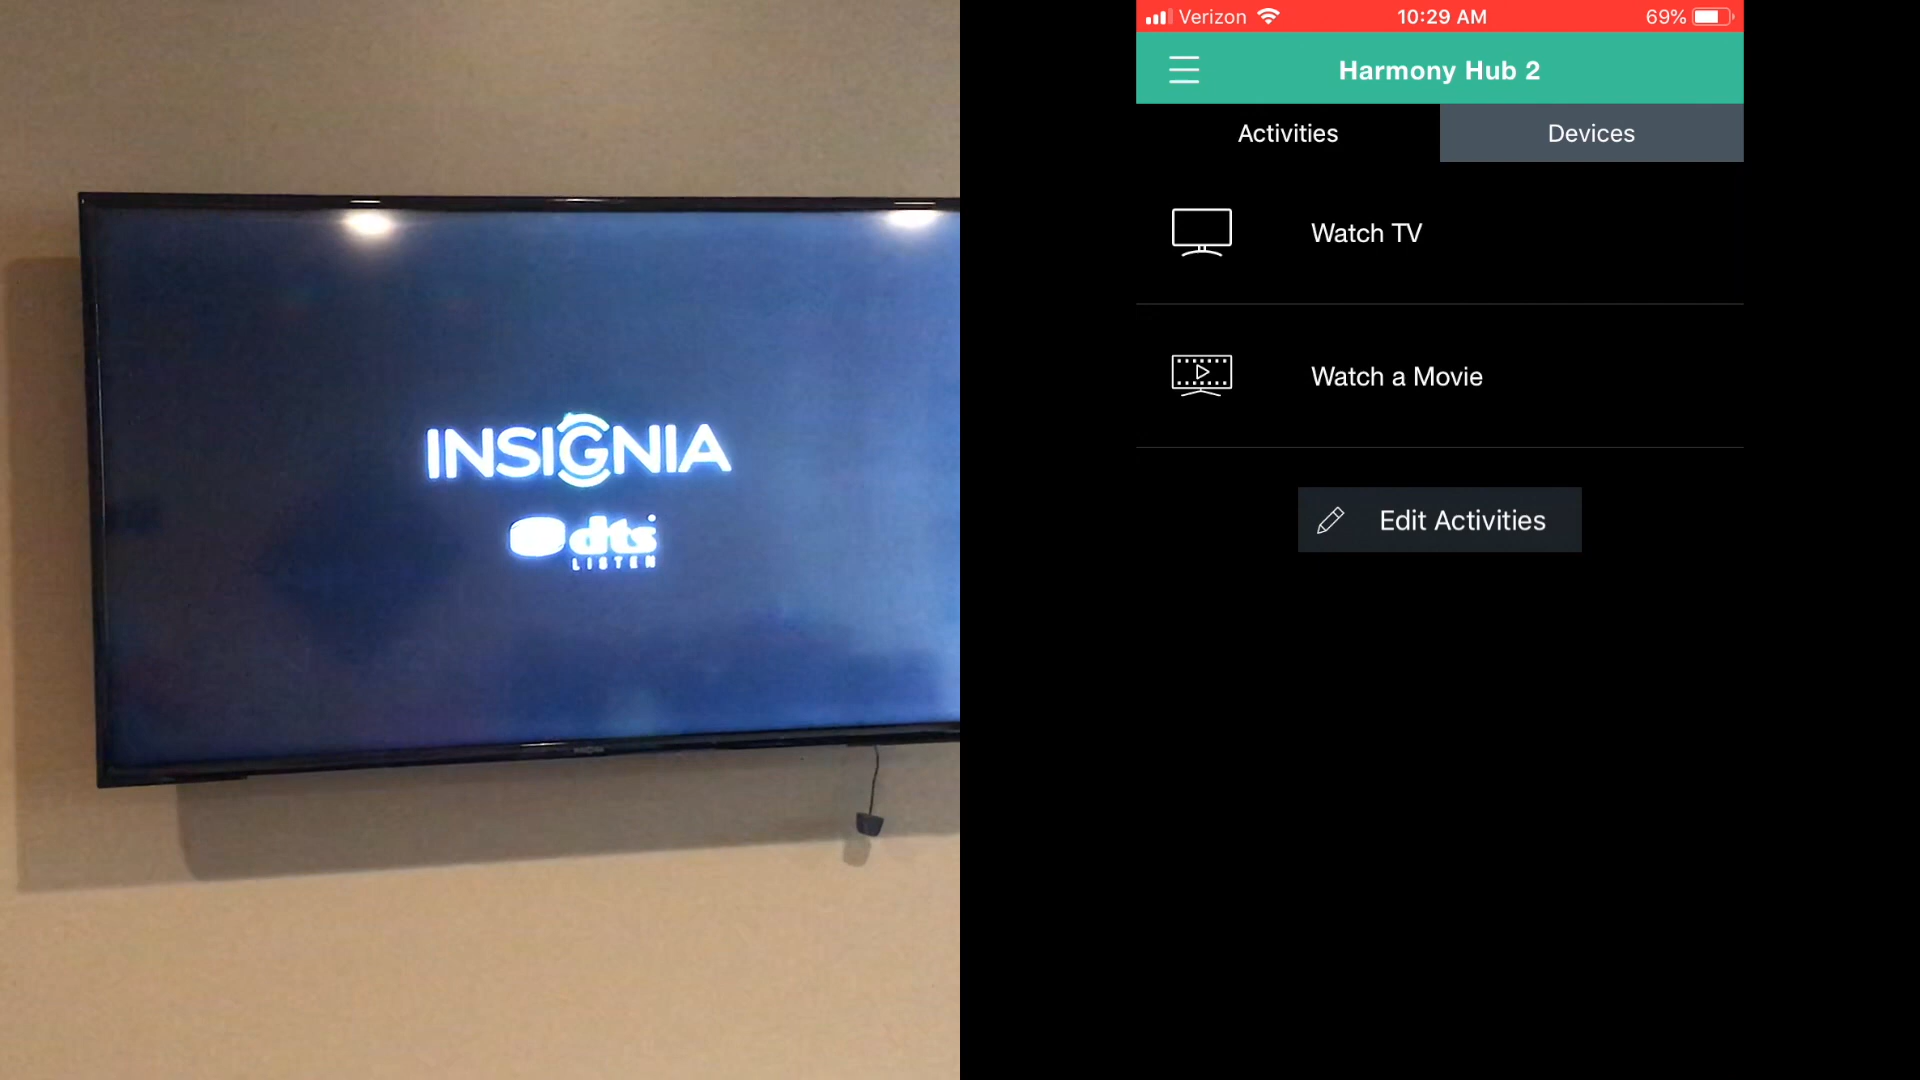 INSIGNIA
dts
LISTEN
Verizon 10:29 AM 69%
Harmony Hub 2
Activities Devices
Watch TV
Watch a Movie
Edit Activities